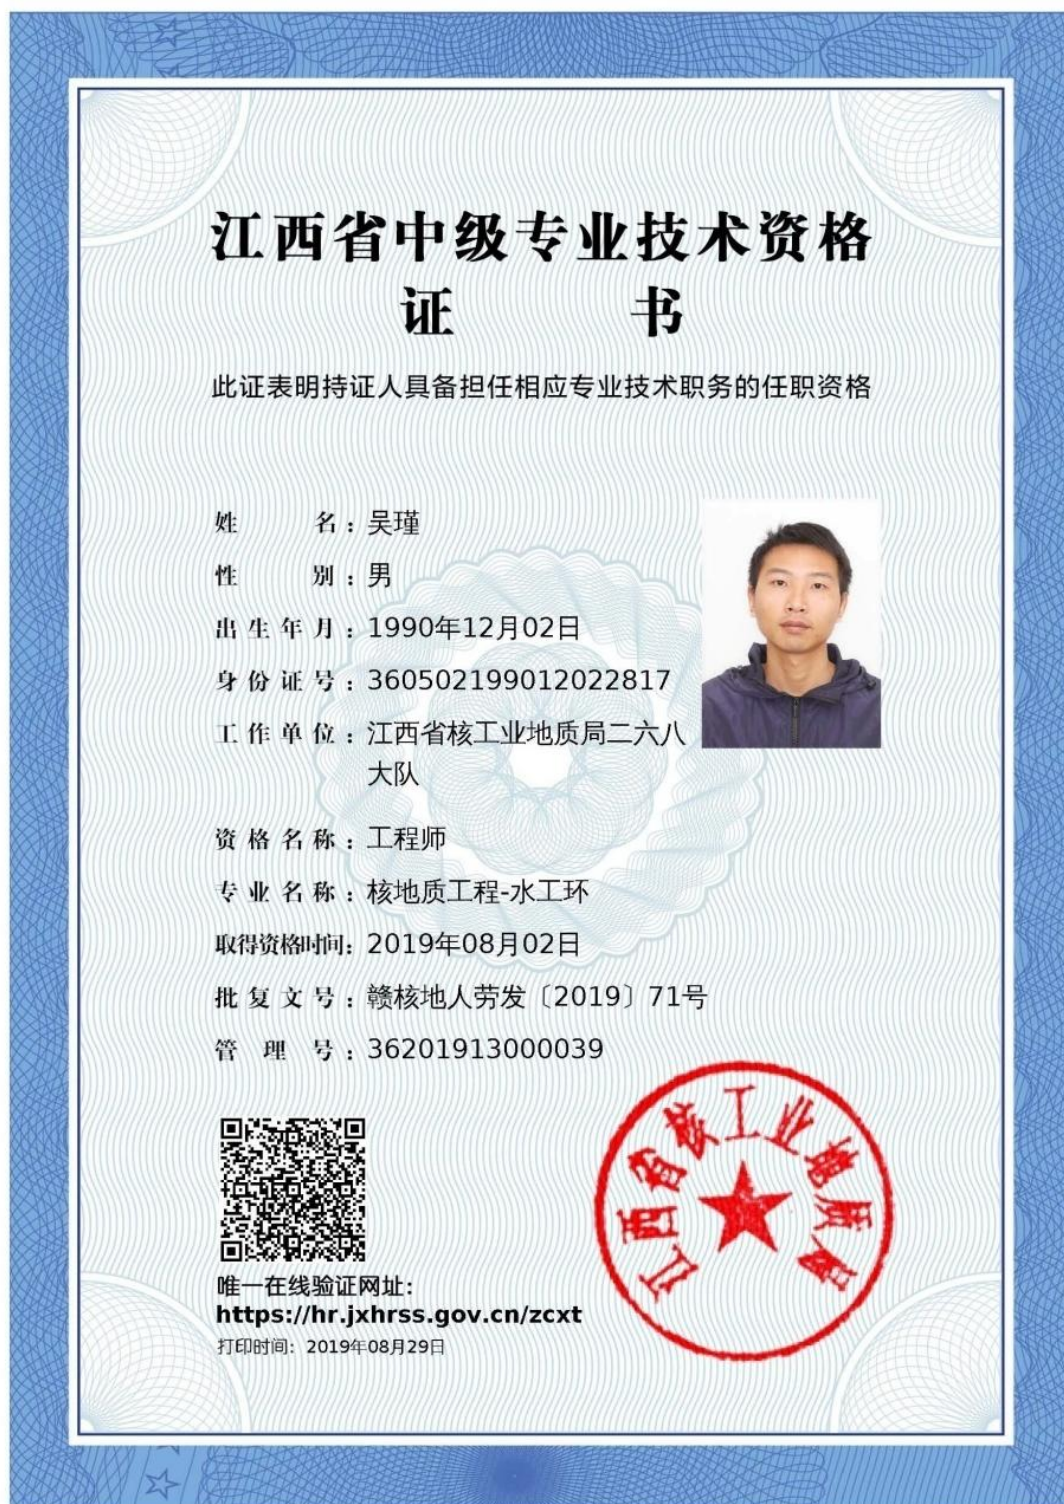 江西省中级专业技术资格
证 书
此证表明持证人具备担任相应专业技术职务的任职资格
姓 名：吴瑾
性 别：男
出生年月：1990年12月02日
身份证号：360502199012022817
工作单位：江西省核工业地质局二六八
大队
资格名称：工程师
专业名称：核地质工程-水工环
取得资格时间：2019年08月02日
批复文号：赣核地人劳发〔2019〕71号
管 理 号：36201913000039
江西省核工业地质局
唯一在线验证网址：
https://hr.jxhrss.gov.cn/zcxt
打印时间：2019年08月29日